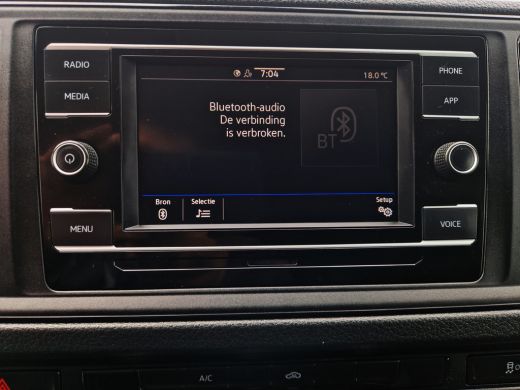 RADIO
MEDIA
MENU
PHONE
APP
VOICE
7:04
18.0 °C
Bluetooth-audio
De verbinding
is verbroken.
BT
Bron
Selectie
Setup
A/C